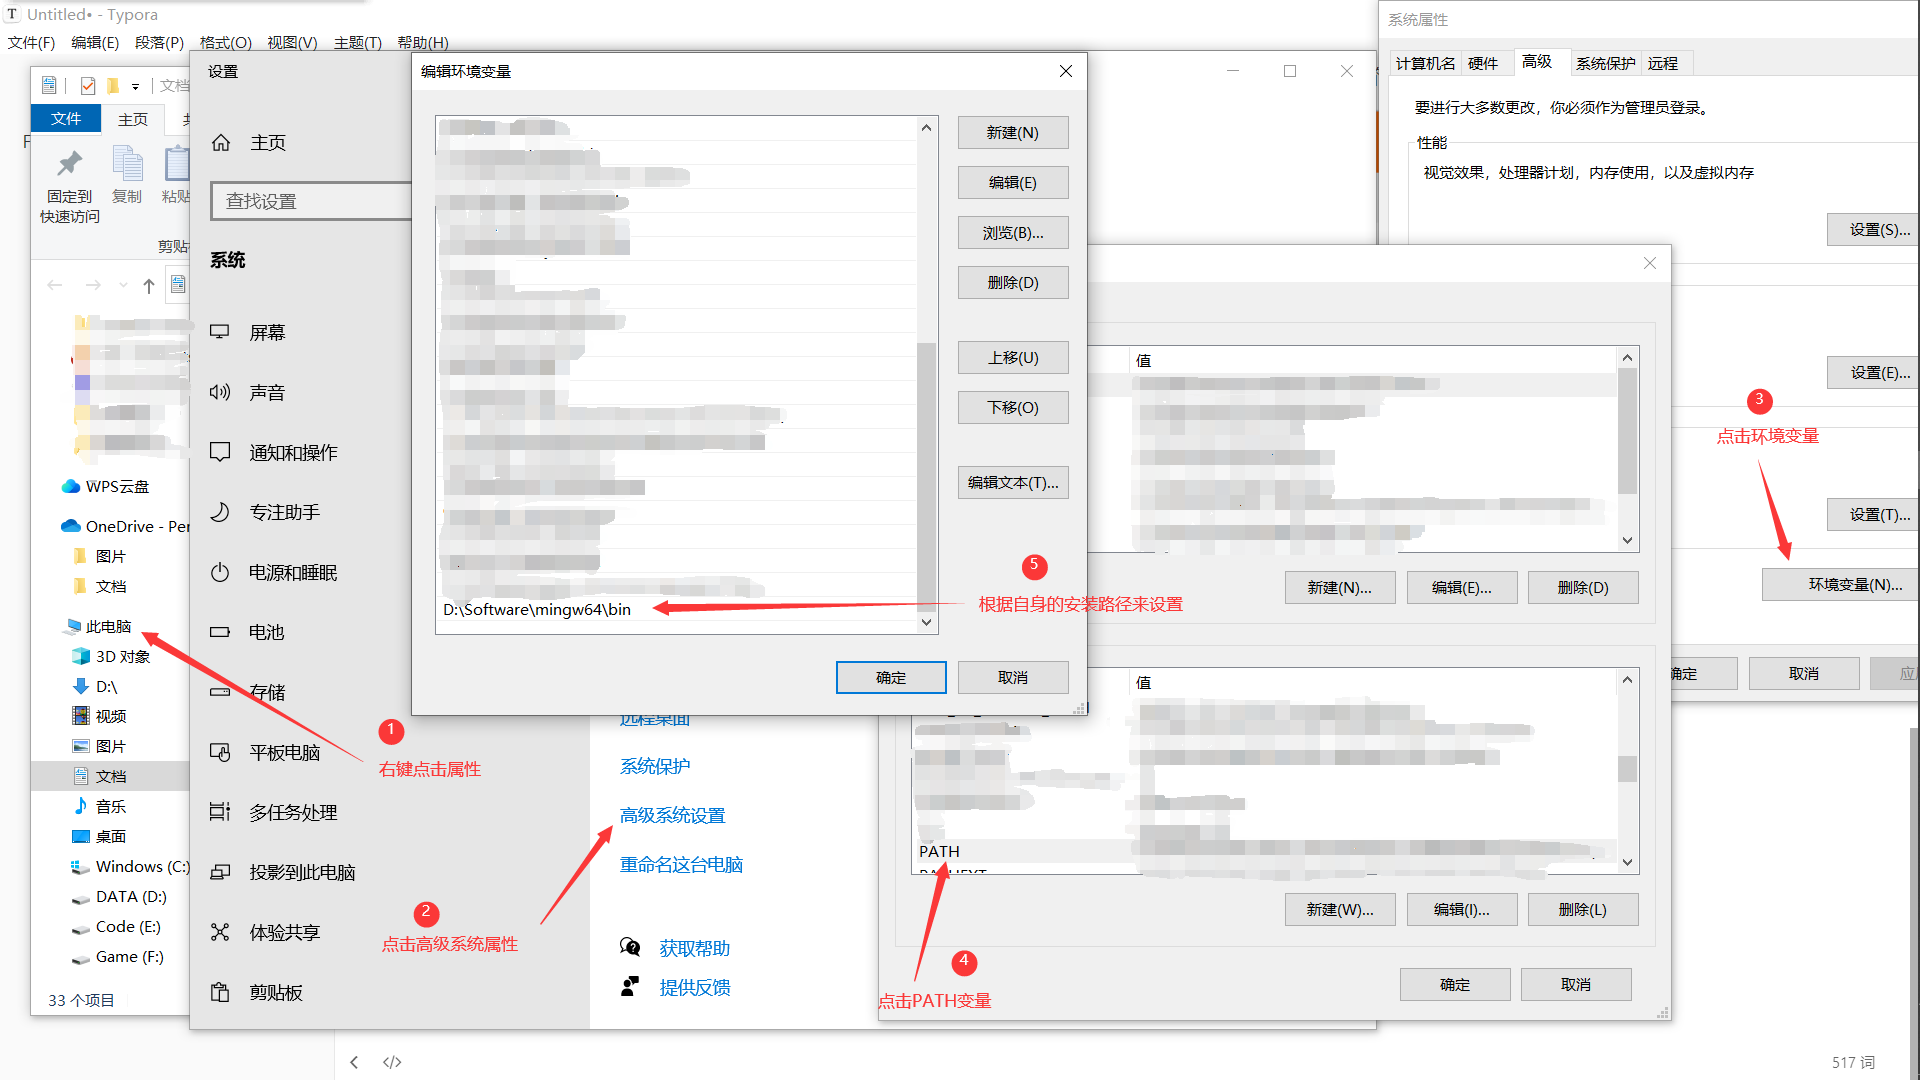 Untitled• - Typora
文件(F) 编辑(E) 段落(P) 格式(O) 视图(V) 主题(T) 帮助(H)
文档
文件 主页
固定到
快速访问
复制
粘贴
剪贴
WPS云盘
OneDrive - Per
图片
文档
此电脑
3D 对象
D:\
视频
图片
文档
音乐
桌面
Windows (C:)
DATA (D:)
Code (E:)
Game (F:)
33 个项目
设置
主页
查找设置
系统
屏幕
声音
通知和操作
专注助手
电源和睡眠
电池
存储
平板电脑
多任务处理
投影到此电脑
体验共享
剪贴板
远程桌面
系统保护
高级系统设置
重命名这台电脑
获取帮助
提供反馈
编辑环境变量
新建(N)
编辑(E)
浏览(B)...
删除(D)
上移(U)
下移(O)
编辑文本(T)...
D:\Software\mingw64\bin
确定 取消
值
新建(N)... 编辑(E)... 删除(D)
值
PATH
PATHEXT
新建(W)... 编辑(I)... 删除(L)
确定 取消
系统属性
计算机名 硬件 高级 系统保护 远程
要进行大多数更改，你必须作为管理员登录。
性能
视觉效果，处理器计划，内存使用，以及虚拟内存
设置(S)...
设置(E)...
设置(T)...
环境变量(N)...
确定 取消 应
1
右键点击属性
2
点击高级系统属性
3
点击环境变量
4
点击PATH变量
5
根据自身的安装路径来设置
</>
517 词